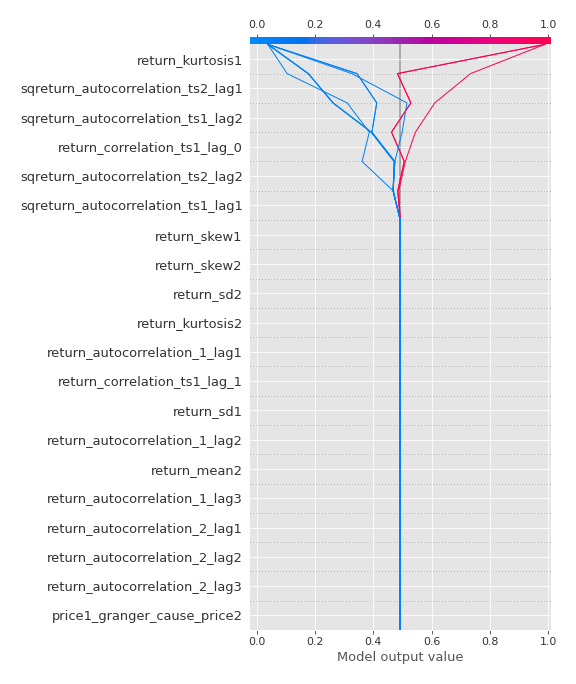 0.0 0.2 0.4 0.6 0.8 1.0
return_kurtosis1
sqreturn_autocorrelation_ts2_lag1
sqreturn_autocorrelation_ts1_lag2
return_correlation_ts1_lag_0
sqreturn_autocorrelation_ts2_lag2
sqreturn_autocorrelation_ts1_lag1
return_skew1
return_skew2
return_sd2
return_kurtosis2
return_autocorrelation_1_lag1
return_correlation_ts1_lag_1
return_sd1
return_autocorrelation_1_lag2
return_mean2
return_autocorrelation_1_lag3
return_autocorrelation_2_lag1
return_autocorrelation_2_lag2
return_autocorrelation_2_lag3
price1_granger_cause_price2
0.0 0.2 0.4 0.6 0.8 1.0
Model output value